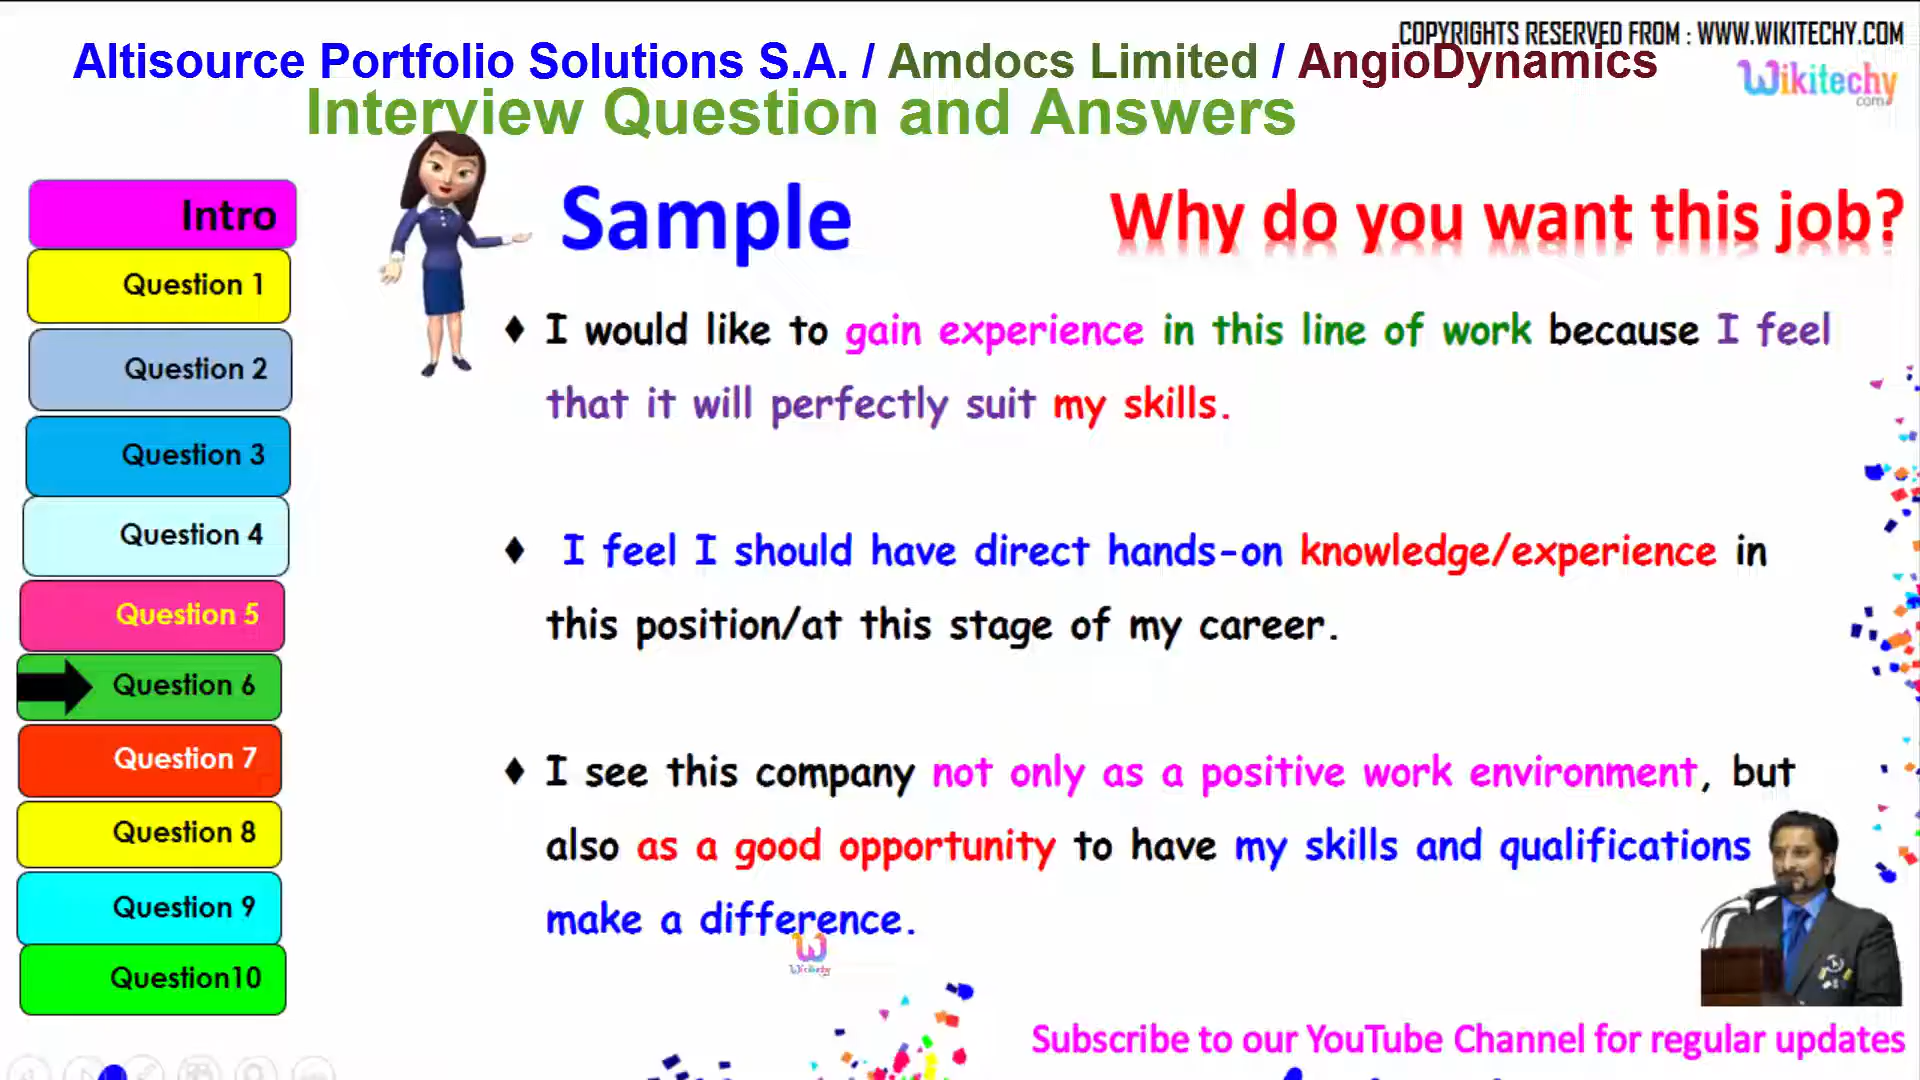 COPYRIGHTS RESERVED FROM : WWW.WIKITECHY.COM
Altisource Portfolio Solutions S.A. / Amdocs Limited / AngioDynamics
Wikitechy
.com
Interview Question and Answers
Sample
Why do you want this job?
Intro
Question 1
Question 2
Question 3
Question 4
Question 5
Question 6
Question 7
Question 8
Question 9
Question10
♦ I would like to gain experience in this line of work because I feel
that it will perfectly suit my skills.
♦ I feel I should have direct hands-on knowledge/experience in
this position/at this stage of my career.
♦ I see this company not only as a positive work environment, but
also as a good opportunity to have my skills and qualifications
make a difference.
W
Wikitechy
Subscribe to our YouTube Channel for regular updates